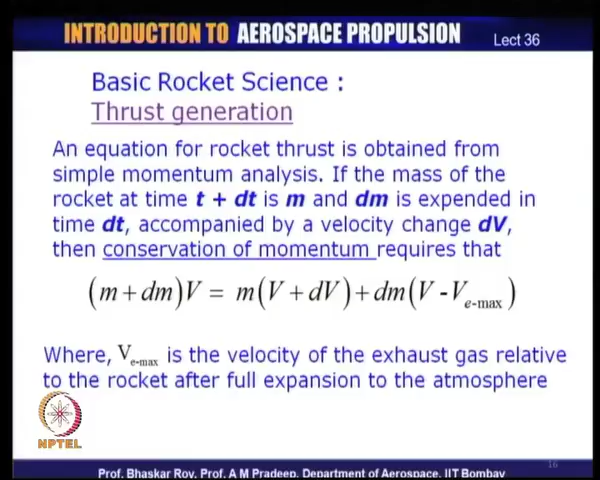 INTRODUCTION TO AEROSPACE PROPULSION
Lect 36
Basic Rocket Science :
Thrust generation
An equation for rocket thrust is obtained from
simple momentum analysis. If the mass of the
rocket at time t + dt is m and dm is expended in
time dt, accompanied by a velocity change dV,
then conservation of momentum requires that
(m + dm)V = m(V + dV) + dm(V - Ve-max)
Where, Ve-max is the velocity of the exhaust gas relative
to the rocket after full expansion to the atmosphere
NPTEL
16
Prof. Bhaskar Roy, Prof. A M Pradeep, Department of Aerospace, IIT Bombay